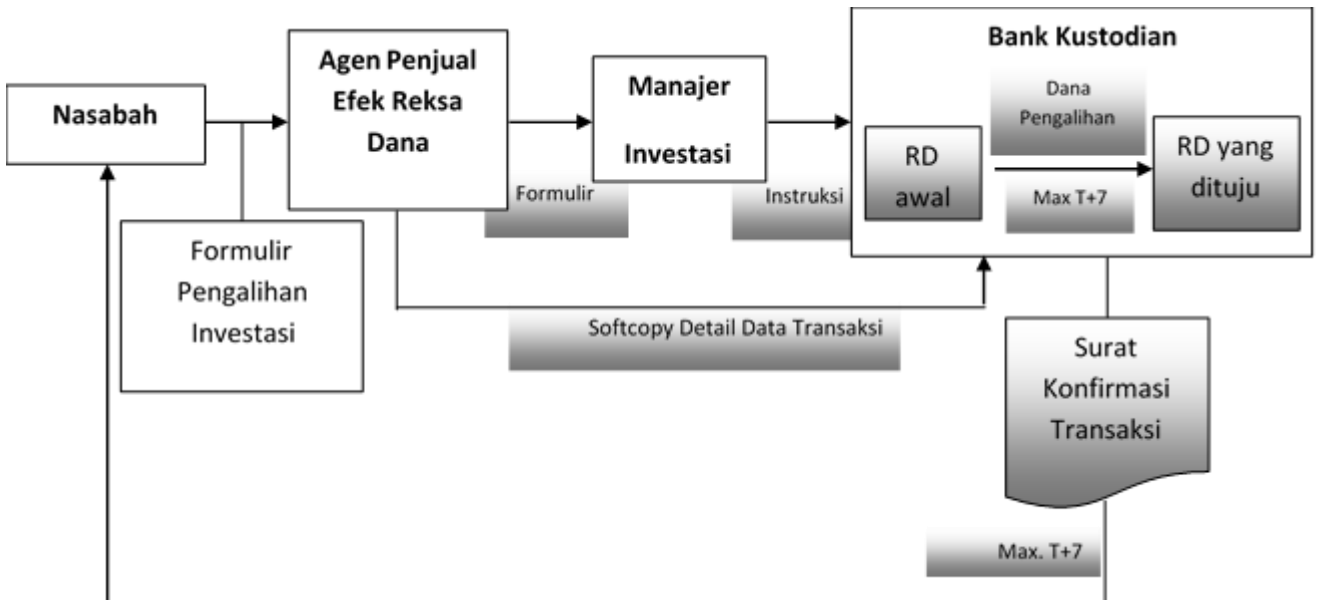 Nasabah
Agen Penjual
Efek Reksa
Dana
Manajer
Investasi
Bank Kustodian
Dana
Pengalihan
RD
awal
RD yang
dituju
Max T+7
Formulir
Instruksi
Formulir
Pengalihan
Investasi
Softcopy Detail Data Transaksi
Surat
Konfirmasi
Transaksi
Max. T+7